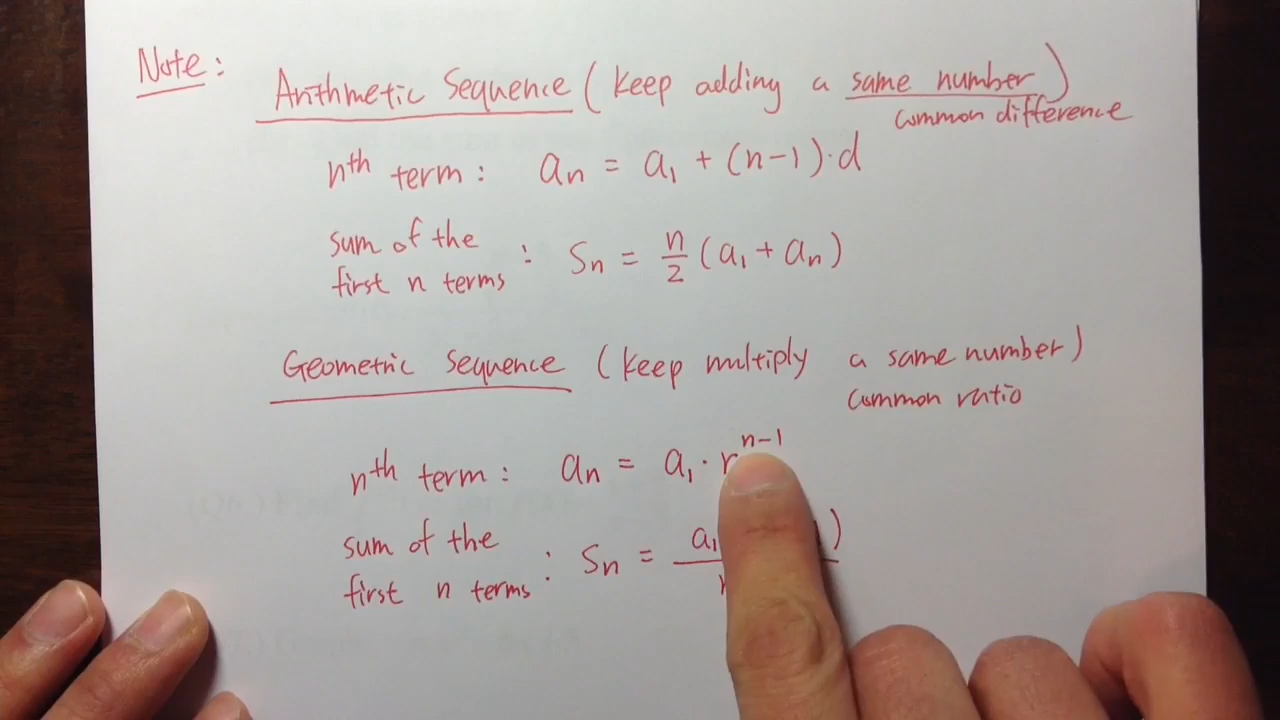 Note:
Arithmetic Sequence (keep adding a same number)
common difference
nth term: an = a1 + (n-1)·d
sum of the
first n terms : Sn = n/2 (a1 + an)
Geometric Sequence (keep multiply a same number)
common ratio
nth term: an = a1·r^n-1
sum of the
first n terms : Sn = a1 )